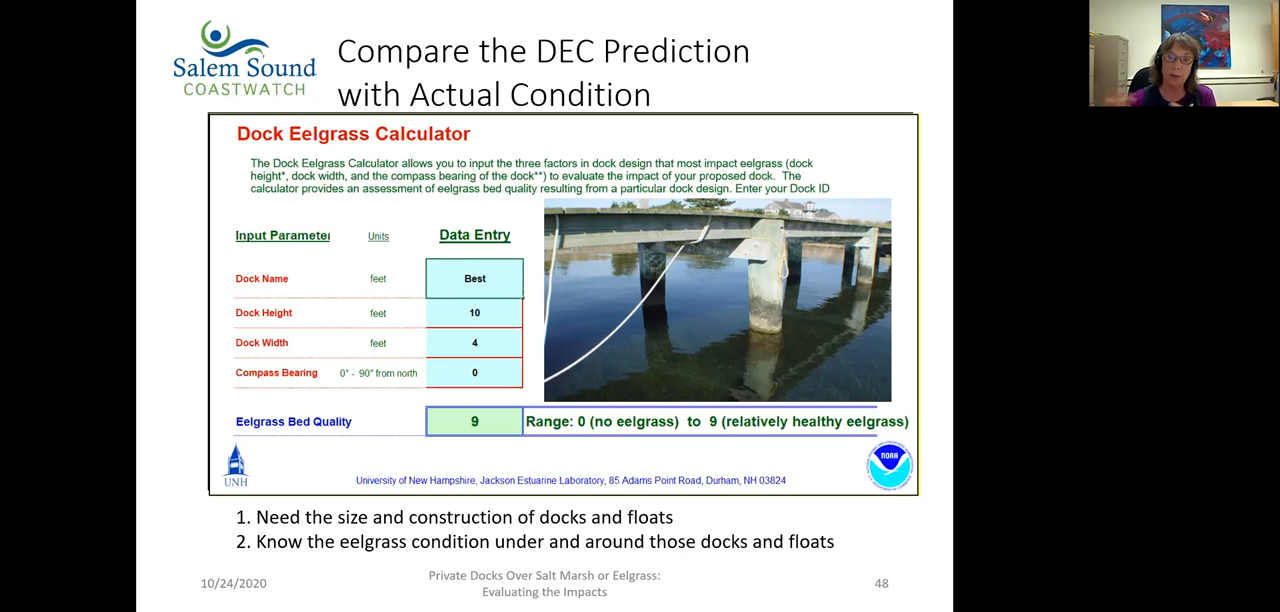 Salem Sound
COASTWATCH
Compare the DEC Prediction
with Actual Condition
Dock Eelgrass Calculator
The Dock Eelgrass Calculator allows you to input the three factors in dock design that most impact eelgrass (dock
height*, dock width, and the compass bearing of the dock**) to evaluate the impact of your proposed dock. The
calculator provides an assessment of eelgrass bed quality resulting from a particular dock design. Enter your Dock ID
Input Parameter Units Data Entry
Dock Name feet Best
Dock Height feet 10
Dock Width feet 4
Compass Bearing 0° - 90° from north 0
Eelgrass Bed Quality 9 Range: 0 (no eelgrass) to 9 (relatively healthy eelgrass)
UNH
NOAA
University of New Hampshire, Jackson Estuarine Laboratory, 85 Adams Point Road, Durham, NH 03824
1. Need the size and construction of docks and floats
2. Know the eelgrass condition under and around those docks and floats
10/24/2020
Private Docks Over Salt Marsh or Eelgrass:
Evaluating the Impacts
48